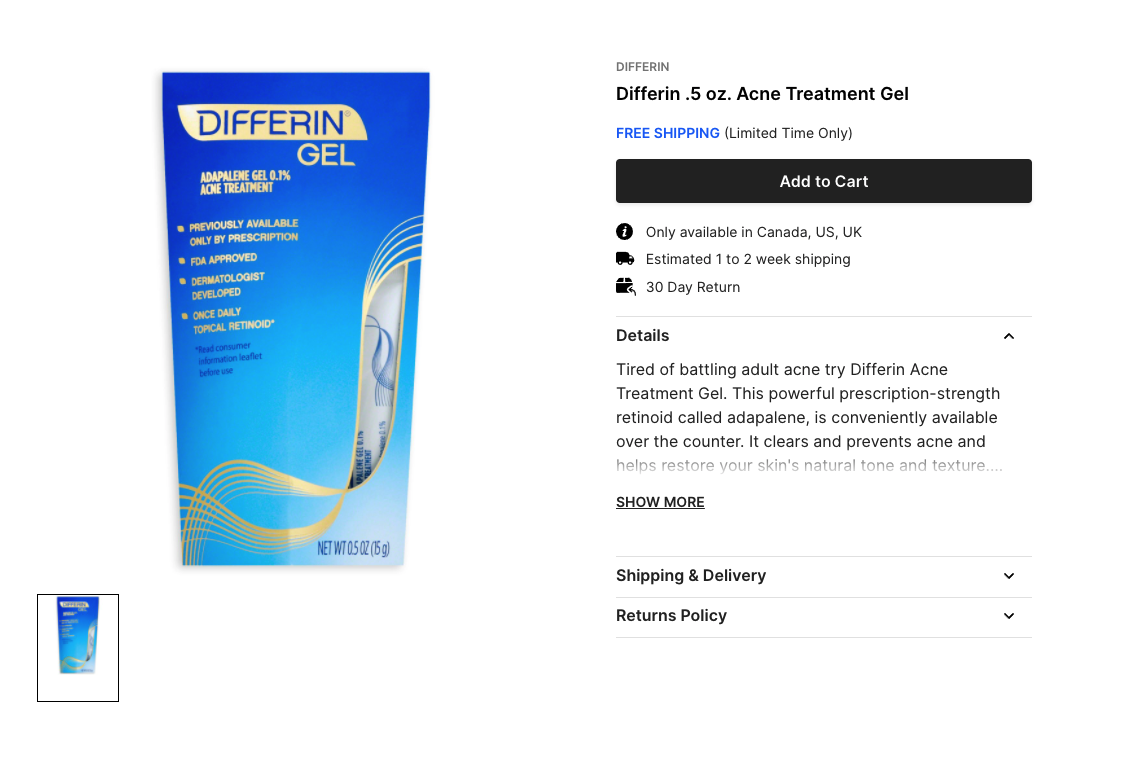 DIFFERIN®
GEL
ADAPALENE GEL 0.1%
ACNE TREATMENT
PREVIOUSLY AVAILABLE
ONLY BY PRESCRIPTION
FDA APPROVED
DERMATOLOGIST
DEVELOPED
ONCE DAILY
TOPICAL RETINOID*
*Read consumer
information leaflet
before use
NET WT 0.5 OZ (15 g)
DIFFERIN
Differin .5 oz. Acne Treatment Gel
FREE SHIPPING (Limited Time Only)
Add to Cart
Only available in Canada, US, UK
Estimated 1 to 2 week shipping
30 Day Return
Details
Tired of battling adult acne try Differin Acne
Treatment Gel. This powerful prescription-strength
retinoid called adapalene, is conveniently available
over the counter. It clears and prevents acne and
helps restore your skin's natural tone and texture....
SHOW MORE
Shipping & Delivery
Returns Policy